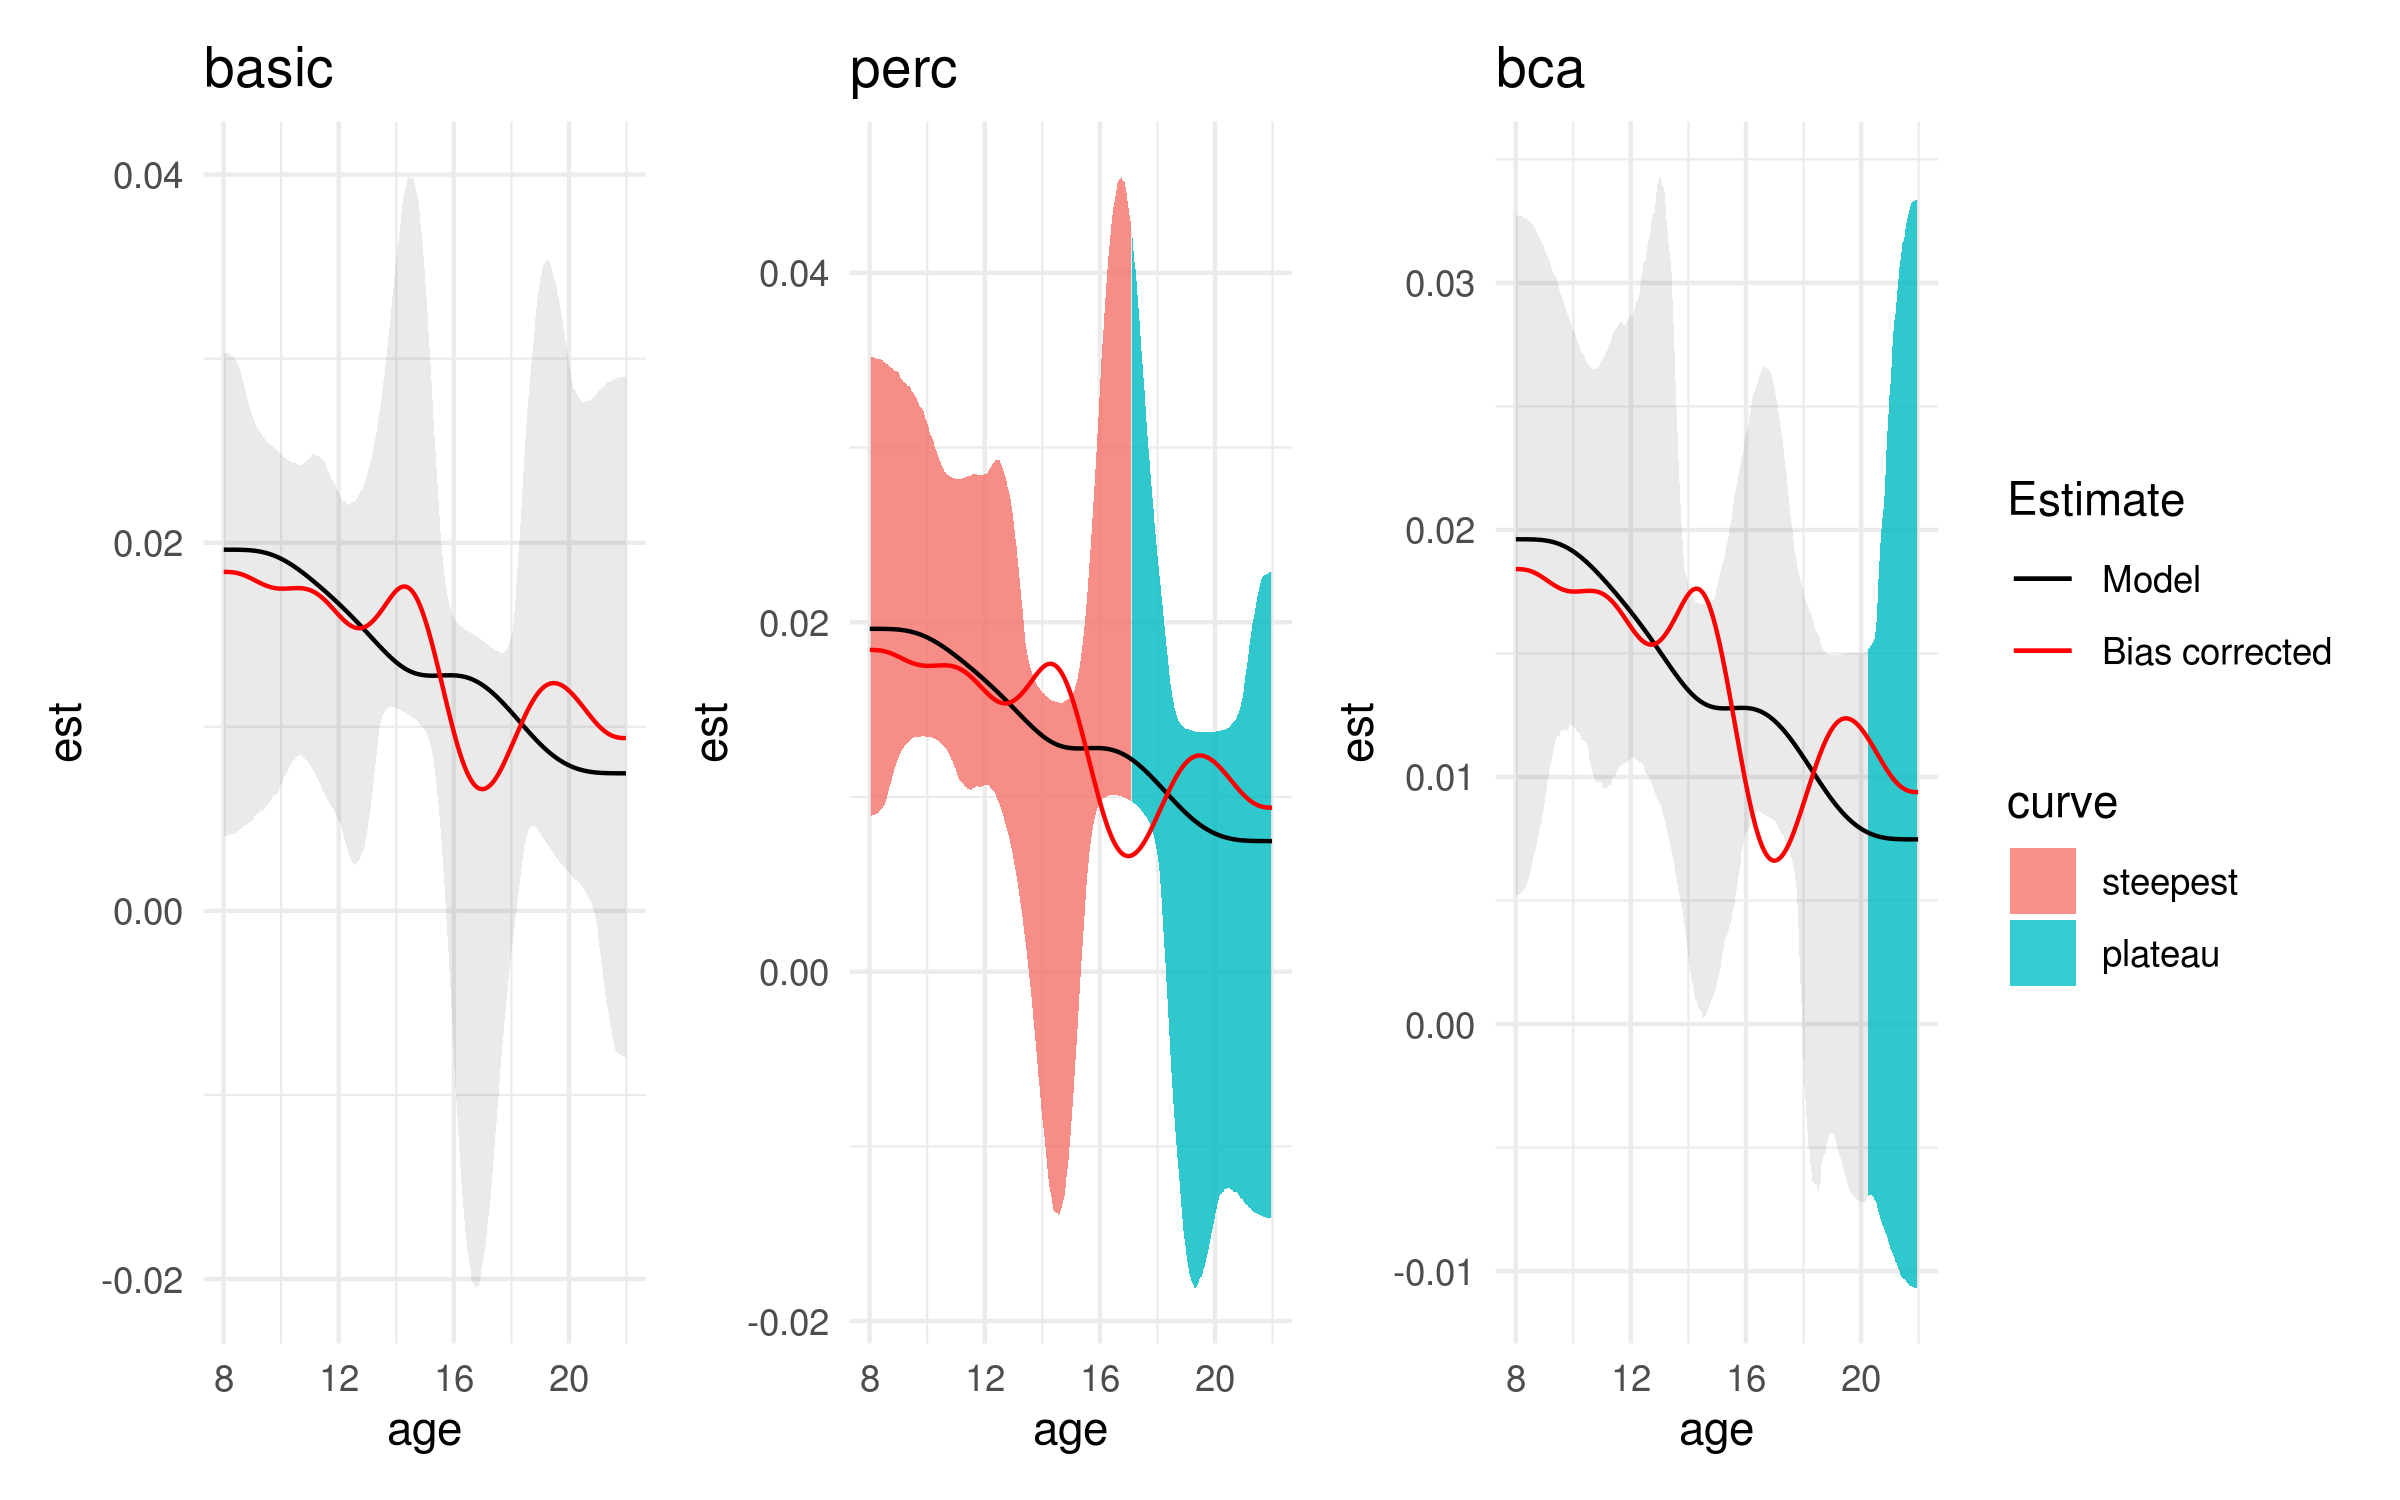 basic
perc
bca
0.04
0.02
0.00
-0.02
est
8 12 16 20
age
0.04
0.02
0.00
-0.02
est
8 12 16 20
age
0.03
0.02
0.01
0.00
-0.01
est
8 12 16 20
age
Estimate
Model
Bias corrected
curve
steepest
plateau